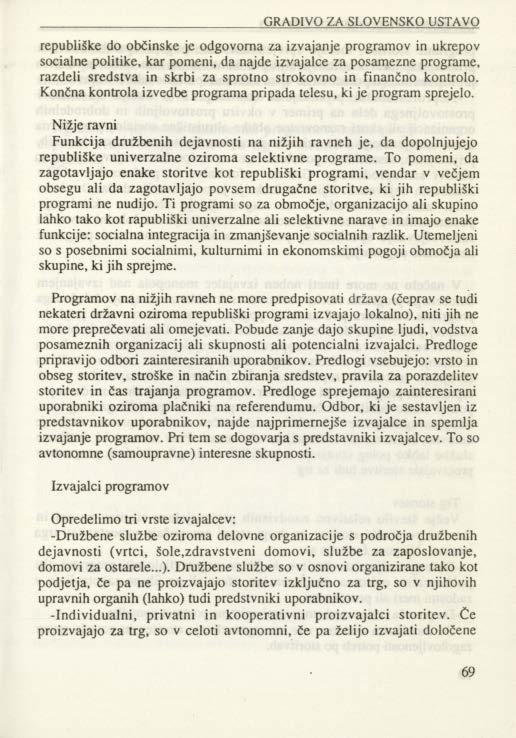 GRADIVO ZA SLOVENSKO USTAVO
republiške do občinske je odgovorna za izvajanje programov in ukrepov
socialne politike, kar pomeni, da najde izvajalce za posamezne programe,
razdeli sredstva in skrbi za sprotno strokovno in finančno kontrolo.
Končna kontrola izvedbe programa pripada telesu, ki je program sprejelo.
Nižje ravni
Funkcija družbenih dejavnosti na nižjih ravneh je, da dopolnjujejo
republiške univerzalne oziroma selektivne programe. To pomeni, da
zagotavljajo enake storitve kot republiški programi, vendar v večjem
obsegu ali da zagotavljajo povsem drugačne storitve, ki jih republiški
programi ne nudijo. Ti programi so za območje, organizacijo ali skupino
lahko tako kot rapubliški univerzalne ali selektivne narave in imajo enake
funkcije: socialna integracija in zmanjševanje socialnih razlik. Utemeljeni
so s posebnimi socialnimi, kulturnimi in ekonomskimi pogoji območja ali
skupine, ki jih sprejme.
Programov na nižjih ravneh ne more predpisovati država (čeprav se tudi
nekateri državni oziroma republiški programi izvajajo lokalno), niti jih ne
more preprečevati ali omejevati. Pobude zanje dajo skupine ljudi, vodstva
posameznih organizacij ali skupnosti ali potencialni izvajalci. Predloge
pripravijo odbori zainteresiranih uporabnikov. Predlogi vsebujejo: vrsto in
obseg storitev, stroške in način zbiranja sredstev, pravila za porazdelitev
storitev in čas trajanja programov. Predloge sprejemajo zainteresirani
uporabniki oziroma plačniki na referendumu. Odbor, ki je sestavljen iz
predstavnikov uporabnikov, najde najprimernejše izvajalce in spemlja
izvajanje programov. Pri tem se dogovarja s predstavniki izvajalcev. To so
avtonomne (samoupravne) interesne skupnosti.
Izvajalci programov
Opredelimo tri vrste izvajalcev:
-Družbene službe oziroma delovne organizacije s področja družbenih
dejavnosti (vrtci, šole,zdravstveni domovi, službe za zaposlovanje,
domovi za ostarele...). Družbene službe so v osnovi organizirane tako kot
podjetja, če pa ne proizvajajo storitev izključno za trg, so v njihovih
upravnih organih (lahko) tudi predstvniki uporabnikov.
-Individualni, privatni in kooperativni proizvajalci storitev. Če
proizvajajo za trg, so v celoti avtonomni, če pa želijo izvajati določene
69